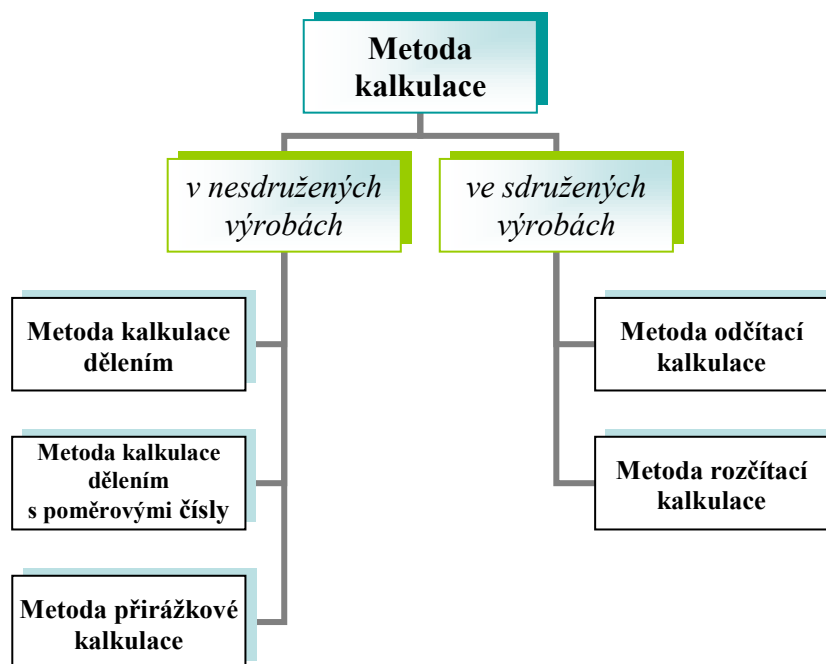 Metoda
kalkulace
v nesdružených
výrobách
ve sdružených
výrobách
Metoda kalkulace
dělením
Metoda kalkulace
dělením
s poměrovými čísly
Metoda přirážkové
kalkulace
Metoda odčítací
kalkulace
Metoda rozčítací
kalkulace